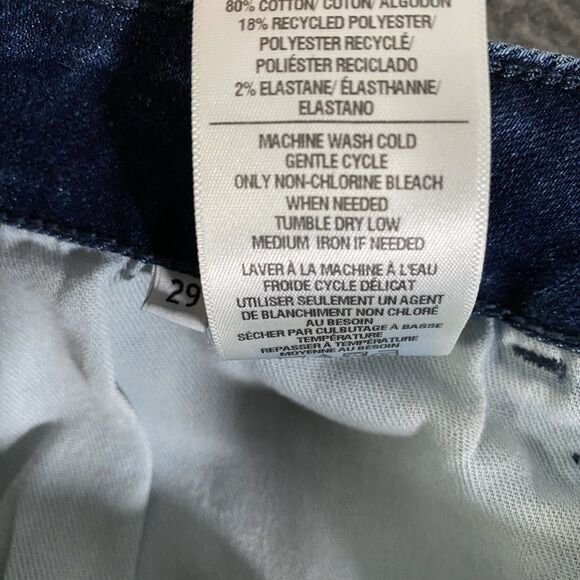 80% COTTON/ COTON/ ALGODON
18% RECYCLED POLYESTER/
POLYESTER RECYCLÉ/
POLIÉSTER RECICLADO
2% ELASTANE/ ÉLASTHANNE/
ELASTANO
MACHINE WASH COLD
GENTLE CYCLE
ONLY NON-CHLORINE BLEACH
WHEN NEEDED
TUMBLE DRY LOW
MEDIUM IRON IF NEEDED
LAVER À LA MACHINE À L'EAU
FROIDE CYCLE DÉLICAT
UTILISER SEULEMENT UN AGENT
DE BLANCHIMENT NON CHLORÉ
AU BESOIN
SÉCHER PAR CULBUTAGE À BASSE
TEMPÉRATURE
REPASSER À TEMPÉRATURE
MOYENNE AU BESOIN
29